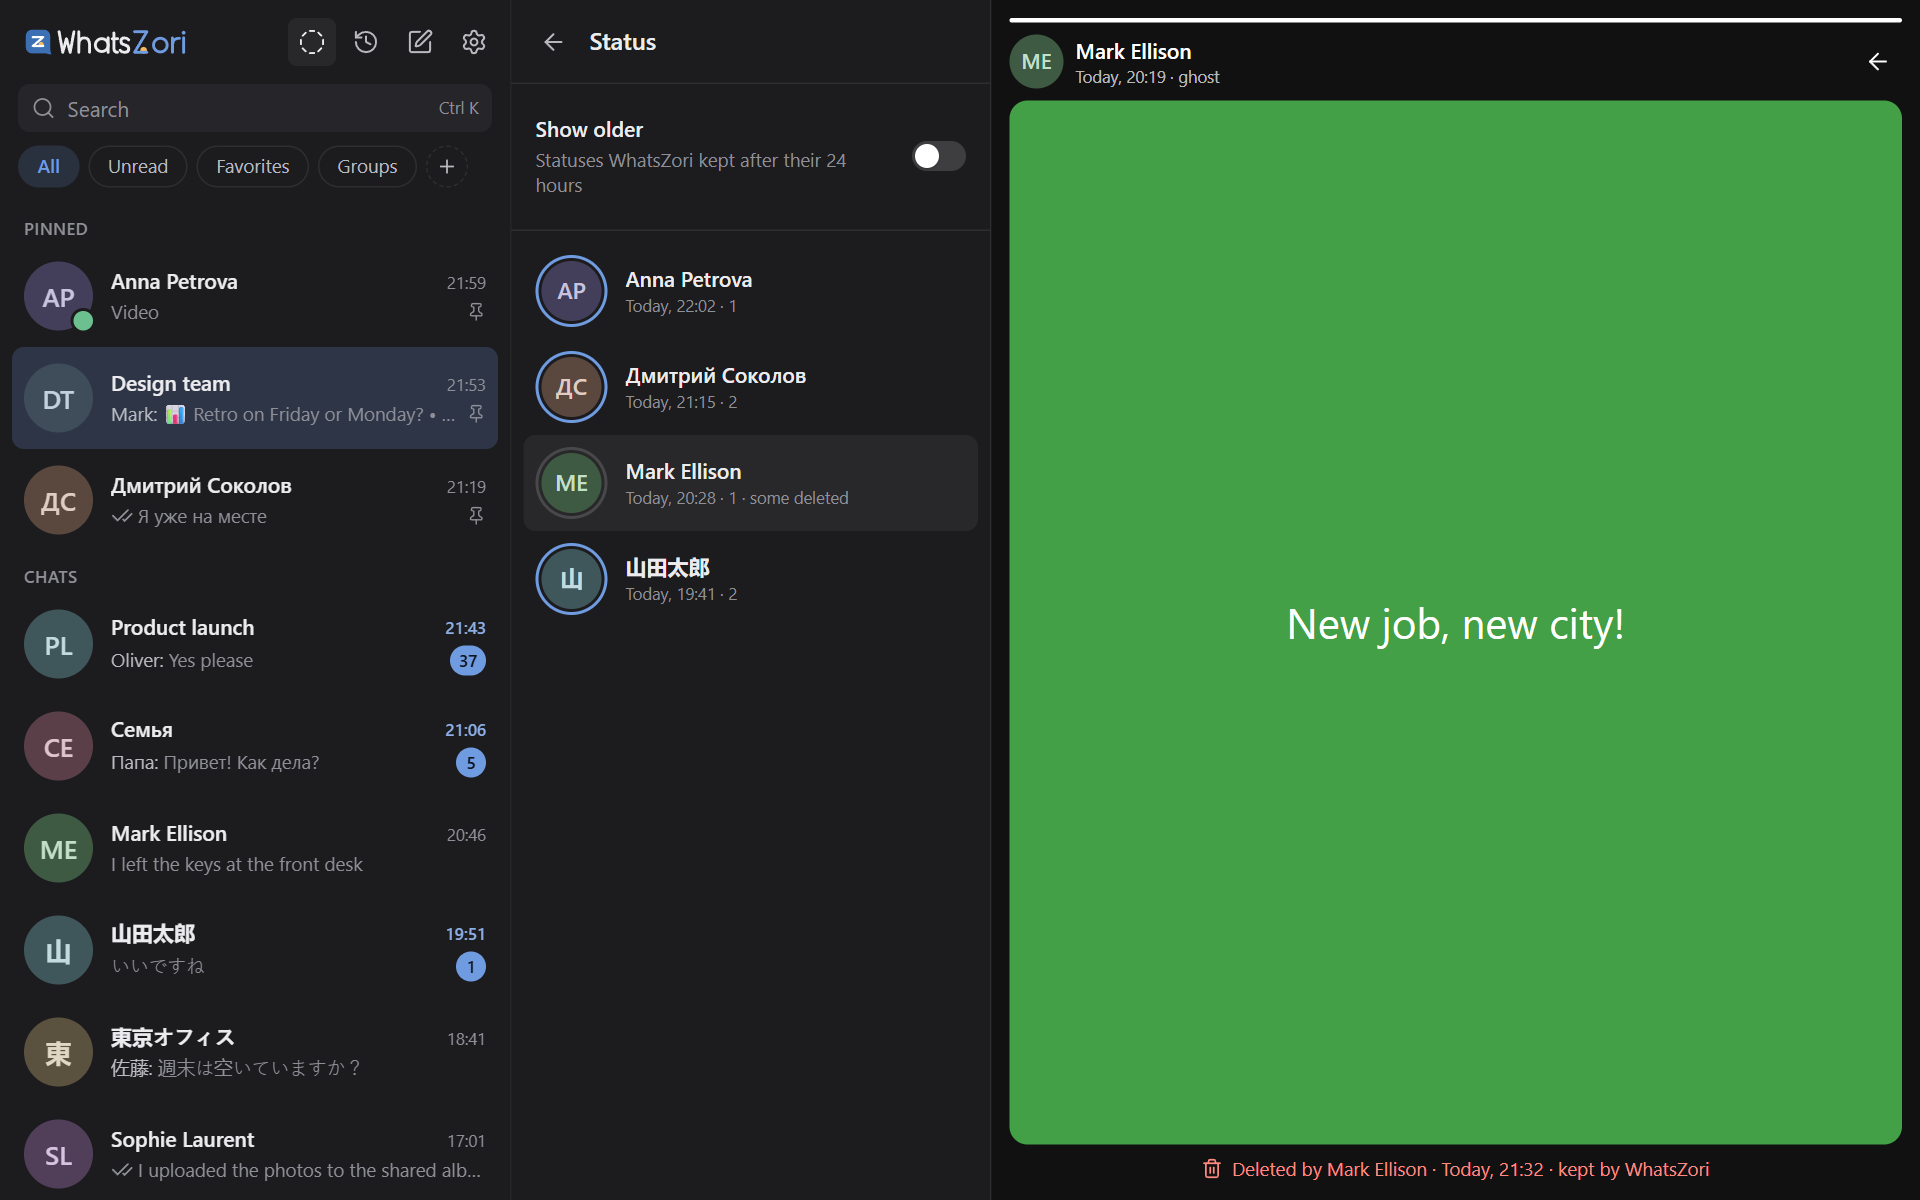 WhatsZori
Search
Ctrl K
All
Unread
Favorites
Groups
PINNED
AP
Anna Petrova
21:59
Video
DT
Design team
21:53
Mark: 📊 Retro on Friday or Monday? • ...
ДС
Дмитрий Соколов
21:19
Я уже на месте
CHATS
PL
Product launch
21:43
Oliver: Yes please
37
СЕ
Семья
21:06
Папа: Привет! Как дела?
5
ME
Mark Ellison
20:46
I left the keys at the front desk
山
山田太郎
19:51
いいですね
1
東
東京オフィス
18:41
佐藤: 週末は空いていますか？
SL
Sophie Laurent
17:01
I uploaded the photos to the shared alb...
Status
Show older
Statuses WhatsZori kept after their 24
hours
AP
Anna Petrova
Today, 22:02 · 1
ДС
Дмитрий Соколов
Today, 21:15 · 2
ME
Mark Ellison
Today, 20:28 · 1 · some deleted
山
山田太郎
Today, 19:41 · 2
ME
Mark Ellison
Today, 20:19 · ghost
New job, new city!
Deleted by Mark Ellison · Today, 21:32 · kept by WhatsZori